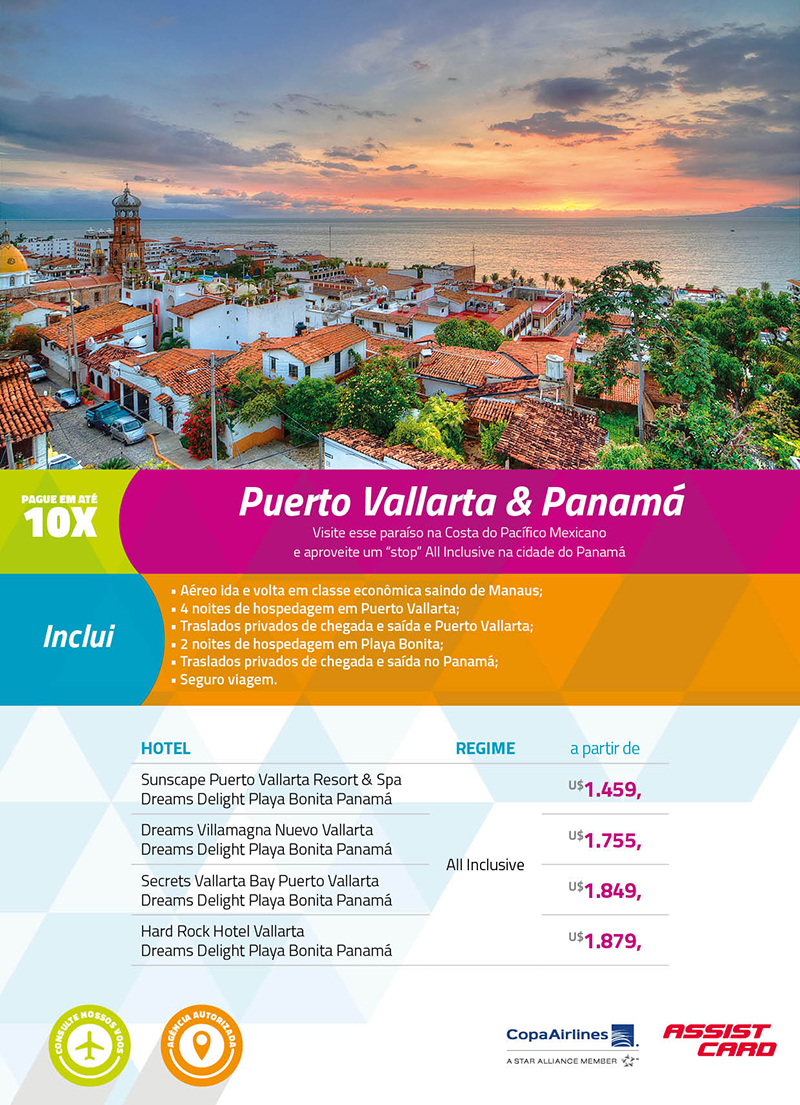 PAGUE EM ATÉ
10X
Puerto Vallarta & Panamá
Visite esse paraíso na Costa do Pacífico Mexicano
e aproveite um “stop” All Inclusive na cidade do Panamá
Inclui
• Aéreo ida e volta em classe econômica saindo de Manaus;
• 4 noites de hospedagem em Puerto Vallarta;
• Traslados privados de chegada e saída e Puerto Vallarta;
• 2 noites de hospedagem em Playa Bonita;
• Traslados privados de chegada e saída no Panamá;
• Seguro viagem.
HOTEL REGIME a partir de
Sunscape Puerto Vallarta Resort & Spa
Dreams Delight Playa Bonita Panamá
U$1.459,
Dreams Villamagna Nuevo Vallarta
Dreams Delight Playa Bonita Panamá
U$1.755,
All Inclusive
Secrets Vallarta Bay Puerto Vallarta
Dreams Delight Playa Bonita Panamá
U$1.849,
Hard Rock Hotel Vallarta
Dreams Delight Playa Bonita Panamá
U$1.879,
CONSULTE NOSSOS VOOS
AGÊNCIA AUTORIZADA
CopaAirlines
A STAR ALLIANCE MEMBER
ASSIST
CARD